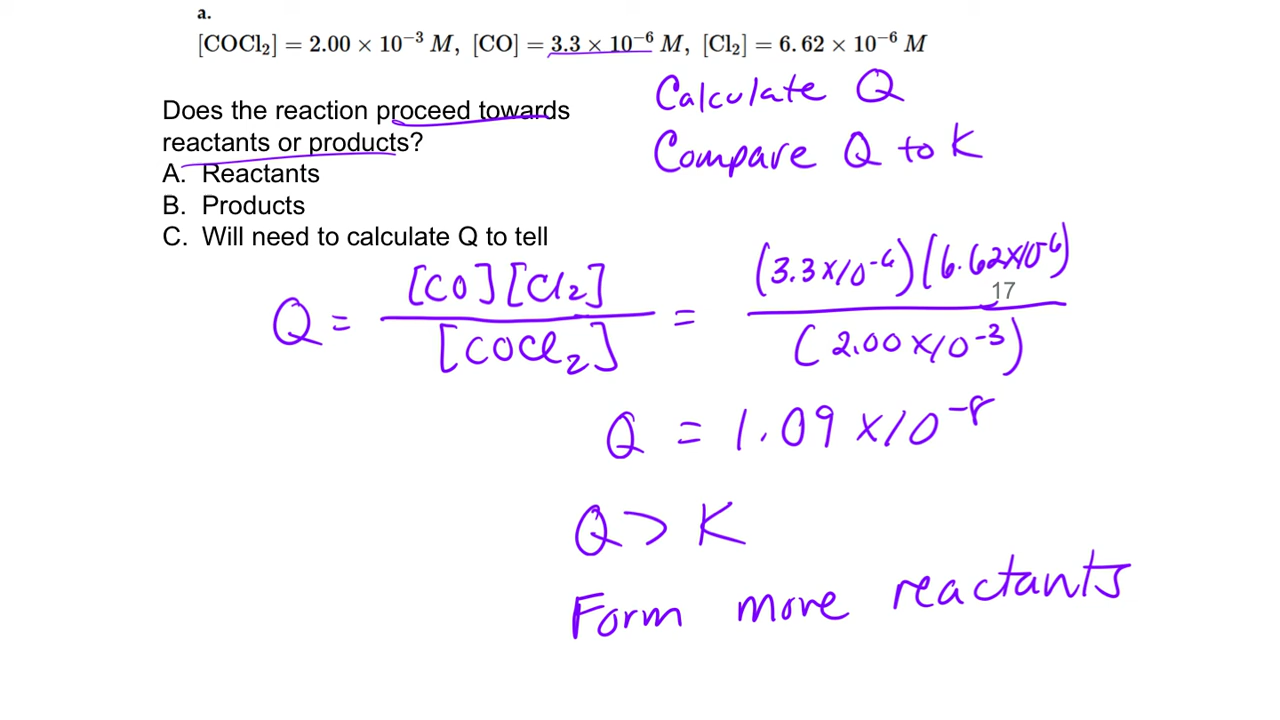 a.
[COCl₂] = 2.00 × 10⁻³ M, [CO] = 3.3 × 10⁻⁶ M, [Cl₂] = 6.62 × 10⁻⁶ M
Calculate Q
Does the reaction proceed towards
reactants or products?
Compare Q to K
A. Reactants
B. Products
C. Will need to calculate Q to tell
Q = [CO][Cl₂] / [COCl₂] = (3.3×10⁻⁶)(6.62×10⁻⁶) / (2.00×10⁻³)
17
Q = 1.09 × 10⁻⁸
Q > K
Form more reactants